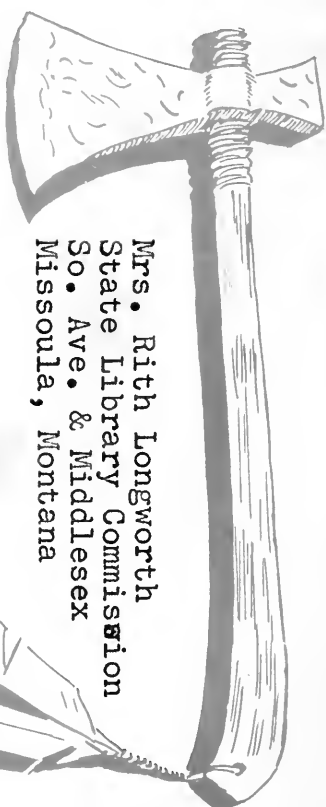 Mrs. Rith Longworth
State Library Commission
So. Ave. & Middlesex
Missoula, Montana